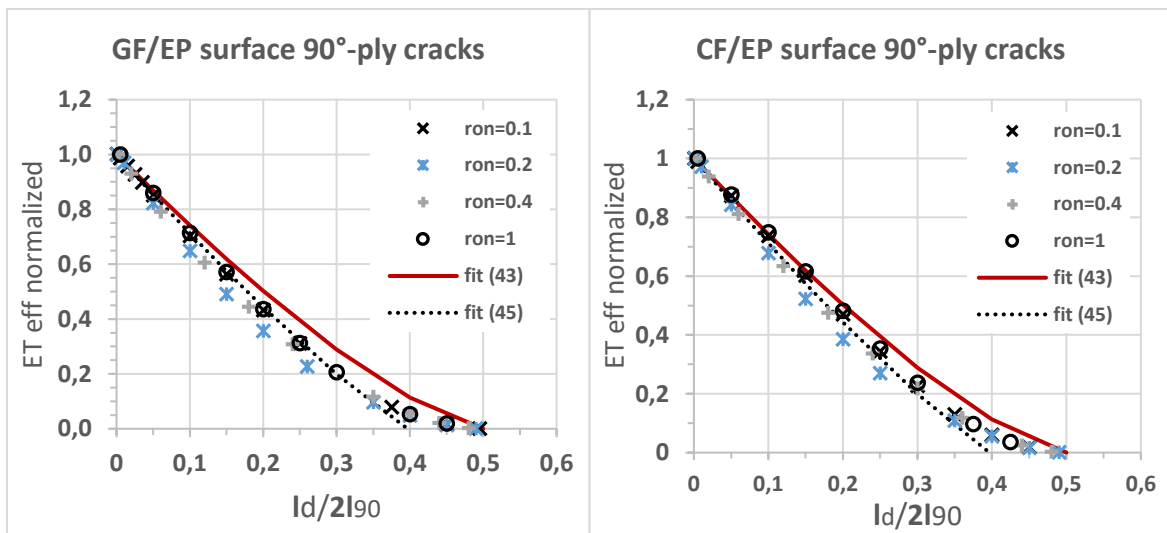 GF/EP surface 90°-ply cracks
ET eff normalized
1,2
1,0
0,8
0,6
0,4
0,2
0,0
0
0,1
0,2
0,3
0,4
0,5
0,6
ld/2l90
ron=0.1
ron=0.2
ron=0.4
ron=1
fit (43)
fit (45)
CF/EP surface 90°-ply cracks
ET eff normalized
1,2
1
0,8
0,6
0,4
0,2
0
0
0,1
0,2
0,3
0,4
0,5
0,6
ld/2l90
ron=0.1
ron=0.2
ron=0.4
ron=1
fit (43)
fit (45)